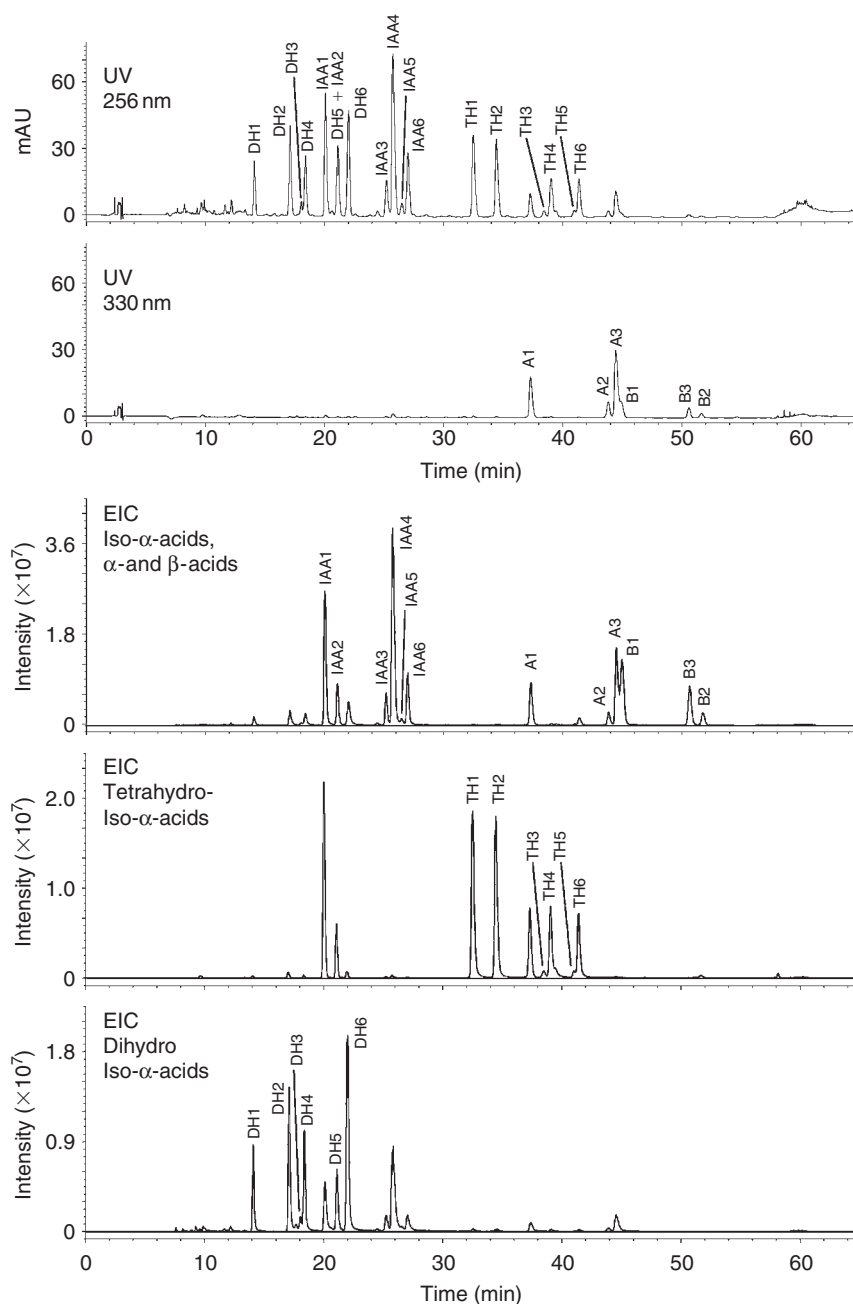 UV
256 nm
mAU
60
30
0
DH1
DH2
DH3
DH4
IAA1
DH5 + IAA2
DH6
IAA3
IAA4
IAA5
IAA6
TH1
TH2
TH3
TH4
TH5
TH6
UV
330 nm
60
30
0
A1
A2
A3
B1
B3
B2
0
10
20
30
40
50
60
Time (min)
EIC
Iso-α-acids,
α-and β-acids
Intensity (×10⁷)
3.6
1.8
0
IAA1
IAA2
IAA3
IAA4
IAA5
IAA6
A1
A2
A3
B1
B3
B2
EIC
Tetrahydro-
Iso-α-acids
Intensity (×10⁷)
2.0
1.0
0
TH1
TH2
TH3
TH4
TH5
TH6
EIC
Dihydro
Iso-α-acids
Intensity (×10⁷)
1.8
0.9
0
DH1
DH2
DH3
DH4
DH5
DH6
0
10
20
30
40
50
60
Time (min)